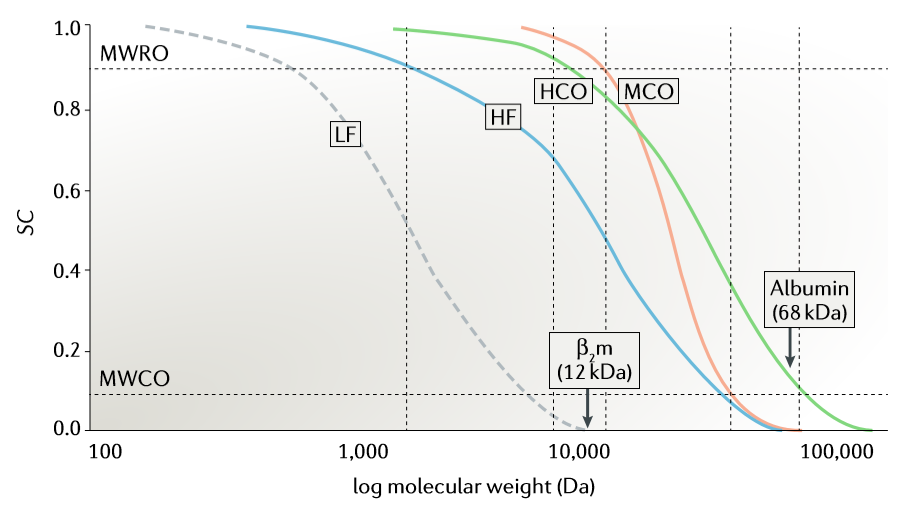 1.0
MWRO
0.8
HCO
MCO
HF
LF
0.6
SC
0.4
Albumin
(68 kDa)
0.2
β₂m
(12 kDa)
MWCO
0.0
100
1,000
10,000
100,000
log molecular weight (Da)